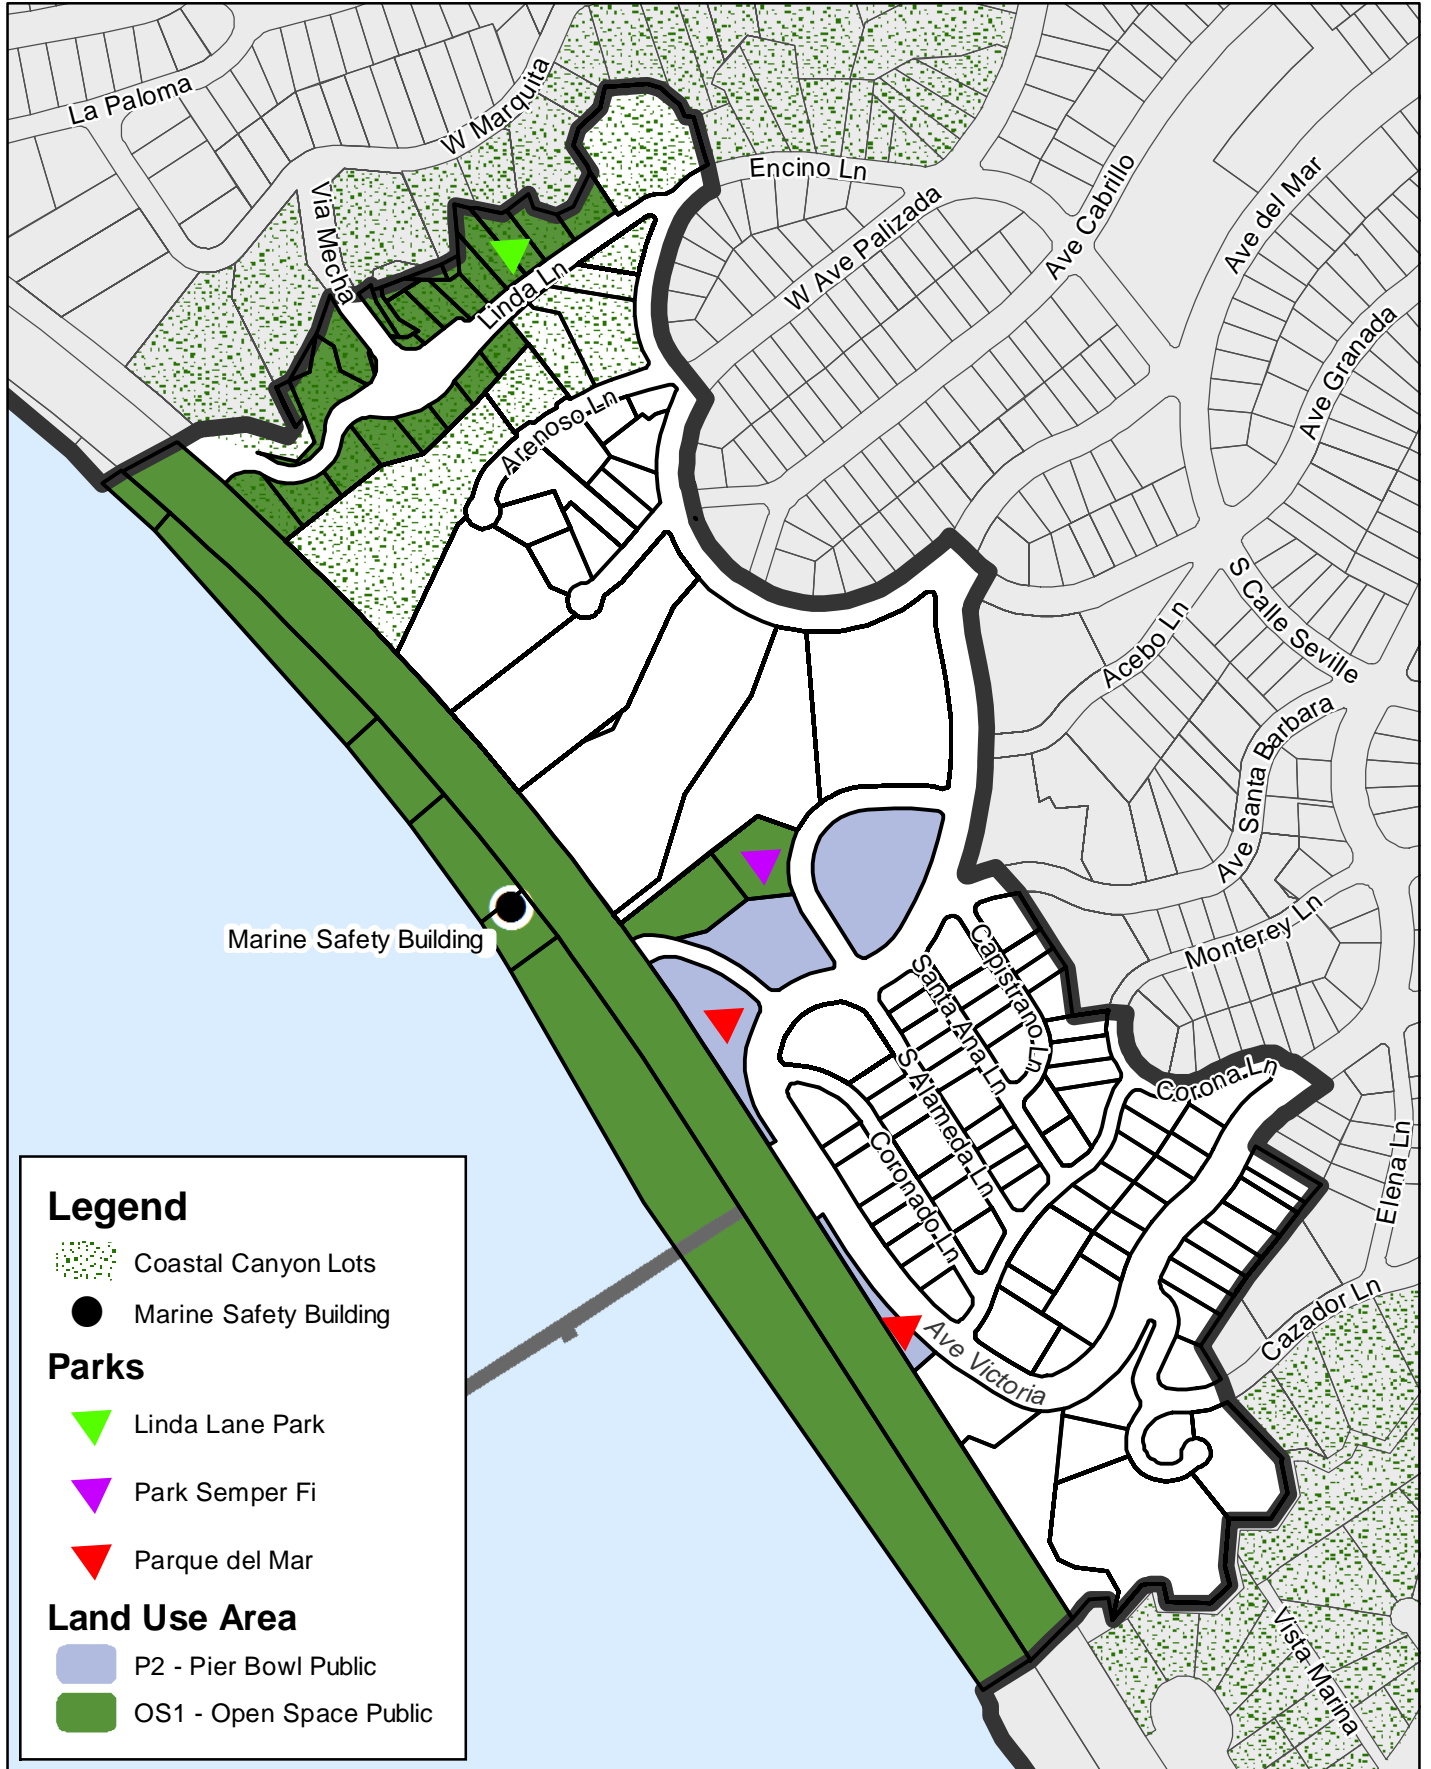 La Paloma
W Marquita
Via Mecha
Encino Ln
W Ave Palizada
Ave Cabrillo
Ave del Mar
Ave Granada
Linda Ln
Arenoso Ln
S Calle Seville
Acebo Ln
Ave Santa Barbara
Monterey Ln
Marine Safety Building
Capistrano Ln
Santa Ana Ln
S Alameda Ln
Coronado Ln
Corona Ln
Elena Ln
Cazador Ln
Ave Victoria
Vista Marina
Legend
Coastal Canyon Lots
Marine Safety Building
Parks
Linda Lane Park
Park Semper Fi
Parque del Mar
Land Use Area
P2 - Pier Bowl Public
OS1 - Open Space Public